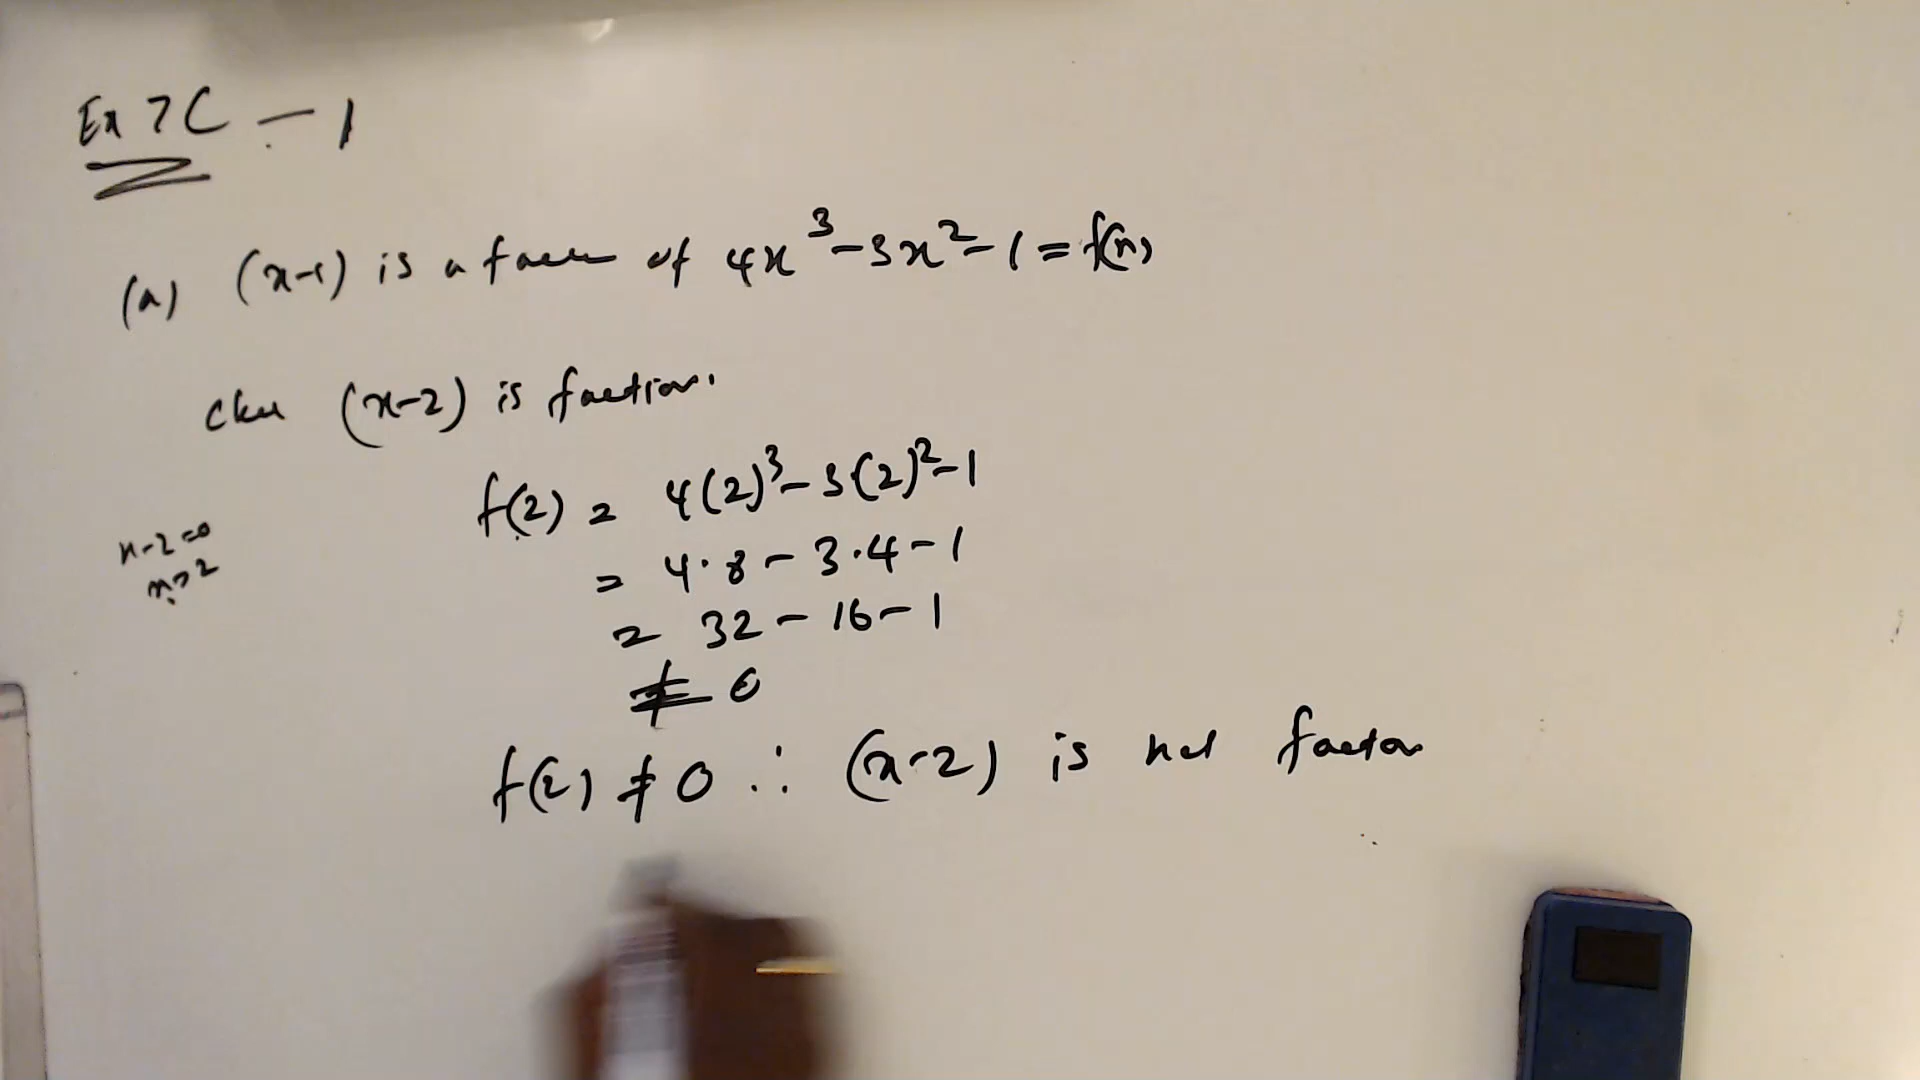 Ex 7C - 1
(a) (x-1) is a factor of 4x³-3x²-1 = f(x)
(x-2) is faction.
f(2) = 4(2)³-3(2)²-1
x-2=0
= 4·8-3·4-1
x=2
= 32-16-1
≠ 0
f(2) ≠ 0 ∴ (x-2) is not factor